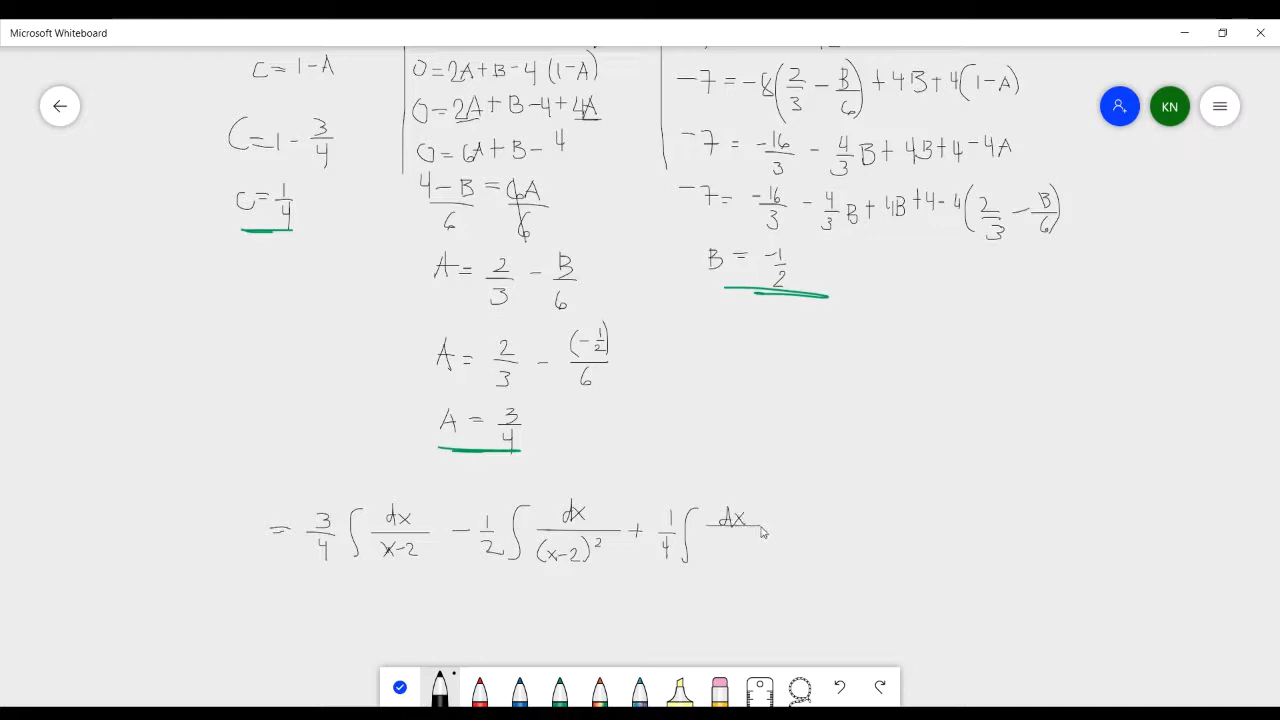 Microsoft Whiteboard
KN
C = 1 - A
C = 1 - 3/4
C = 1/4
0 = 2A + B - 4 (1 - A)
0 = 2A + B - 4 + 4A
0 = 6A + B - 4
4 - B / 6 = 6A / 6
A = 2/3 - B/6
A = 2/3 - (-1/2)/6
A = 3/4
-7 = -8(2/3 - B/6) + 4B + 4(1 - A)
-7 = -16/3 - 4/3 B + 4B + 4 - 4A
-7 = -16/3 - 4/3 B + 4B + 4 - 4(2/3 - B/6)
B = -1/2
= 3/4 ∫ dx/(x-2) - 1/2 ∫ dx/(x-2)² + 1/4 ∫ dx